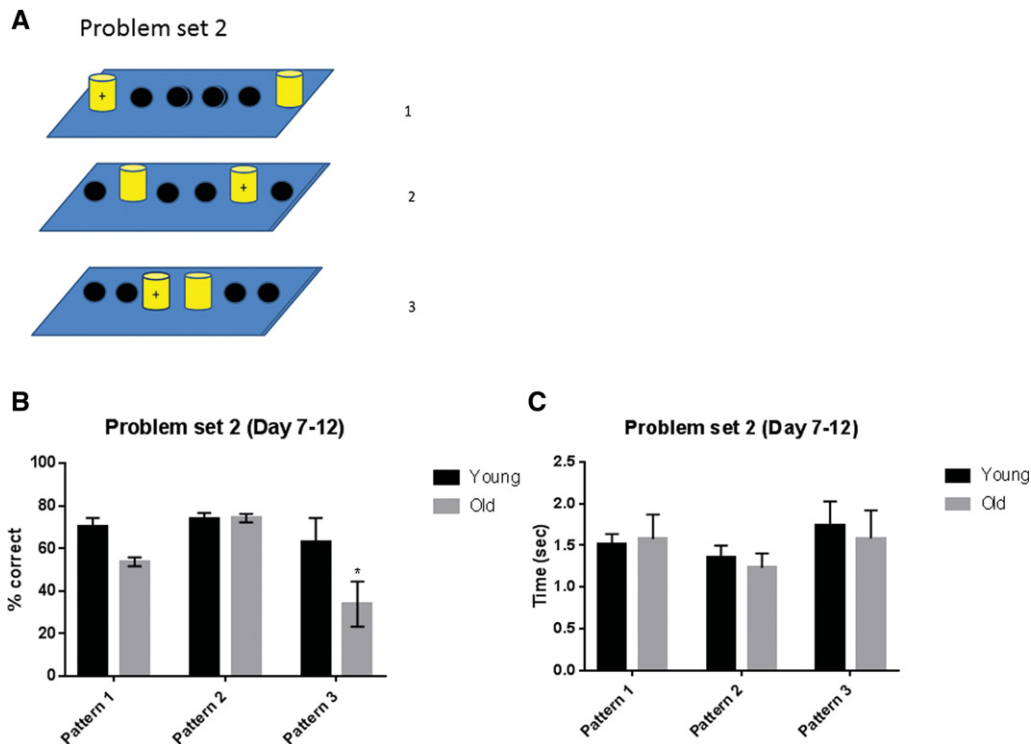 A
Problem set 2
+
1
+
2
+
3
B
Problem set 2 (Day 7-12)
% correct
100
80
60
40
20
0
*
Young
Old
Pattern 1
Pattern 2
Pattern 3
C
Problem set 2 (Day 7-12)
Time (sec)
2.5
2.0
1.5
1.0
0.5
0.0
Young
Old
Pattern 1
Pattern 2
Pattern 3